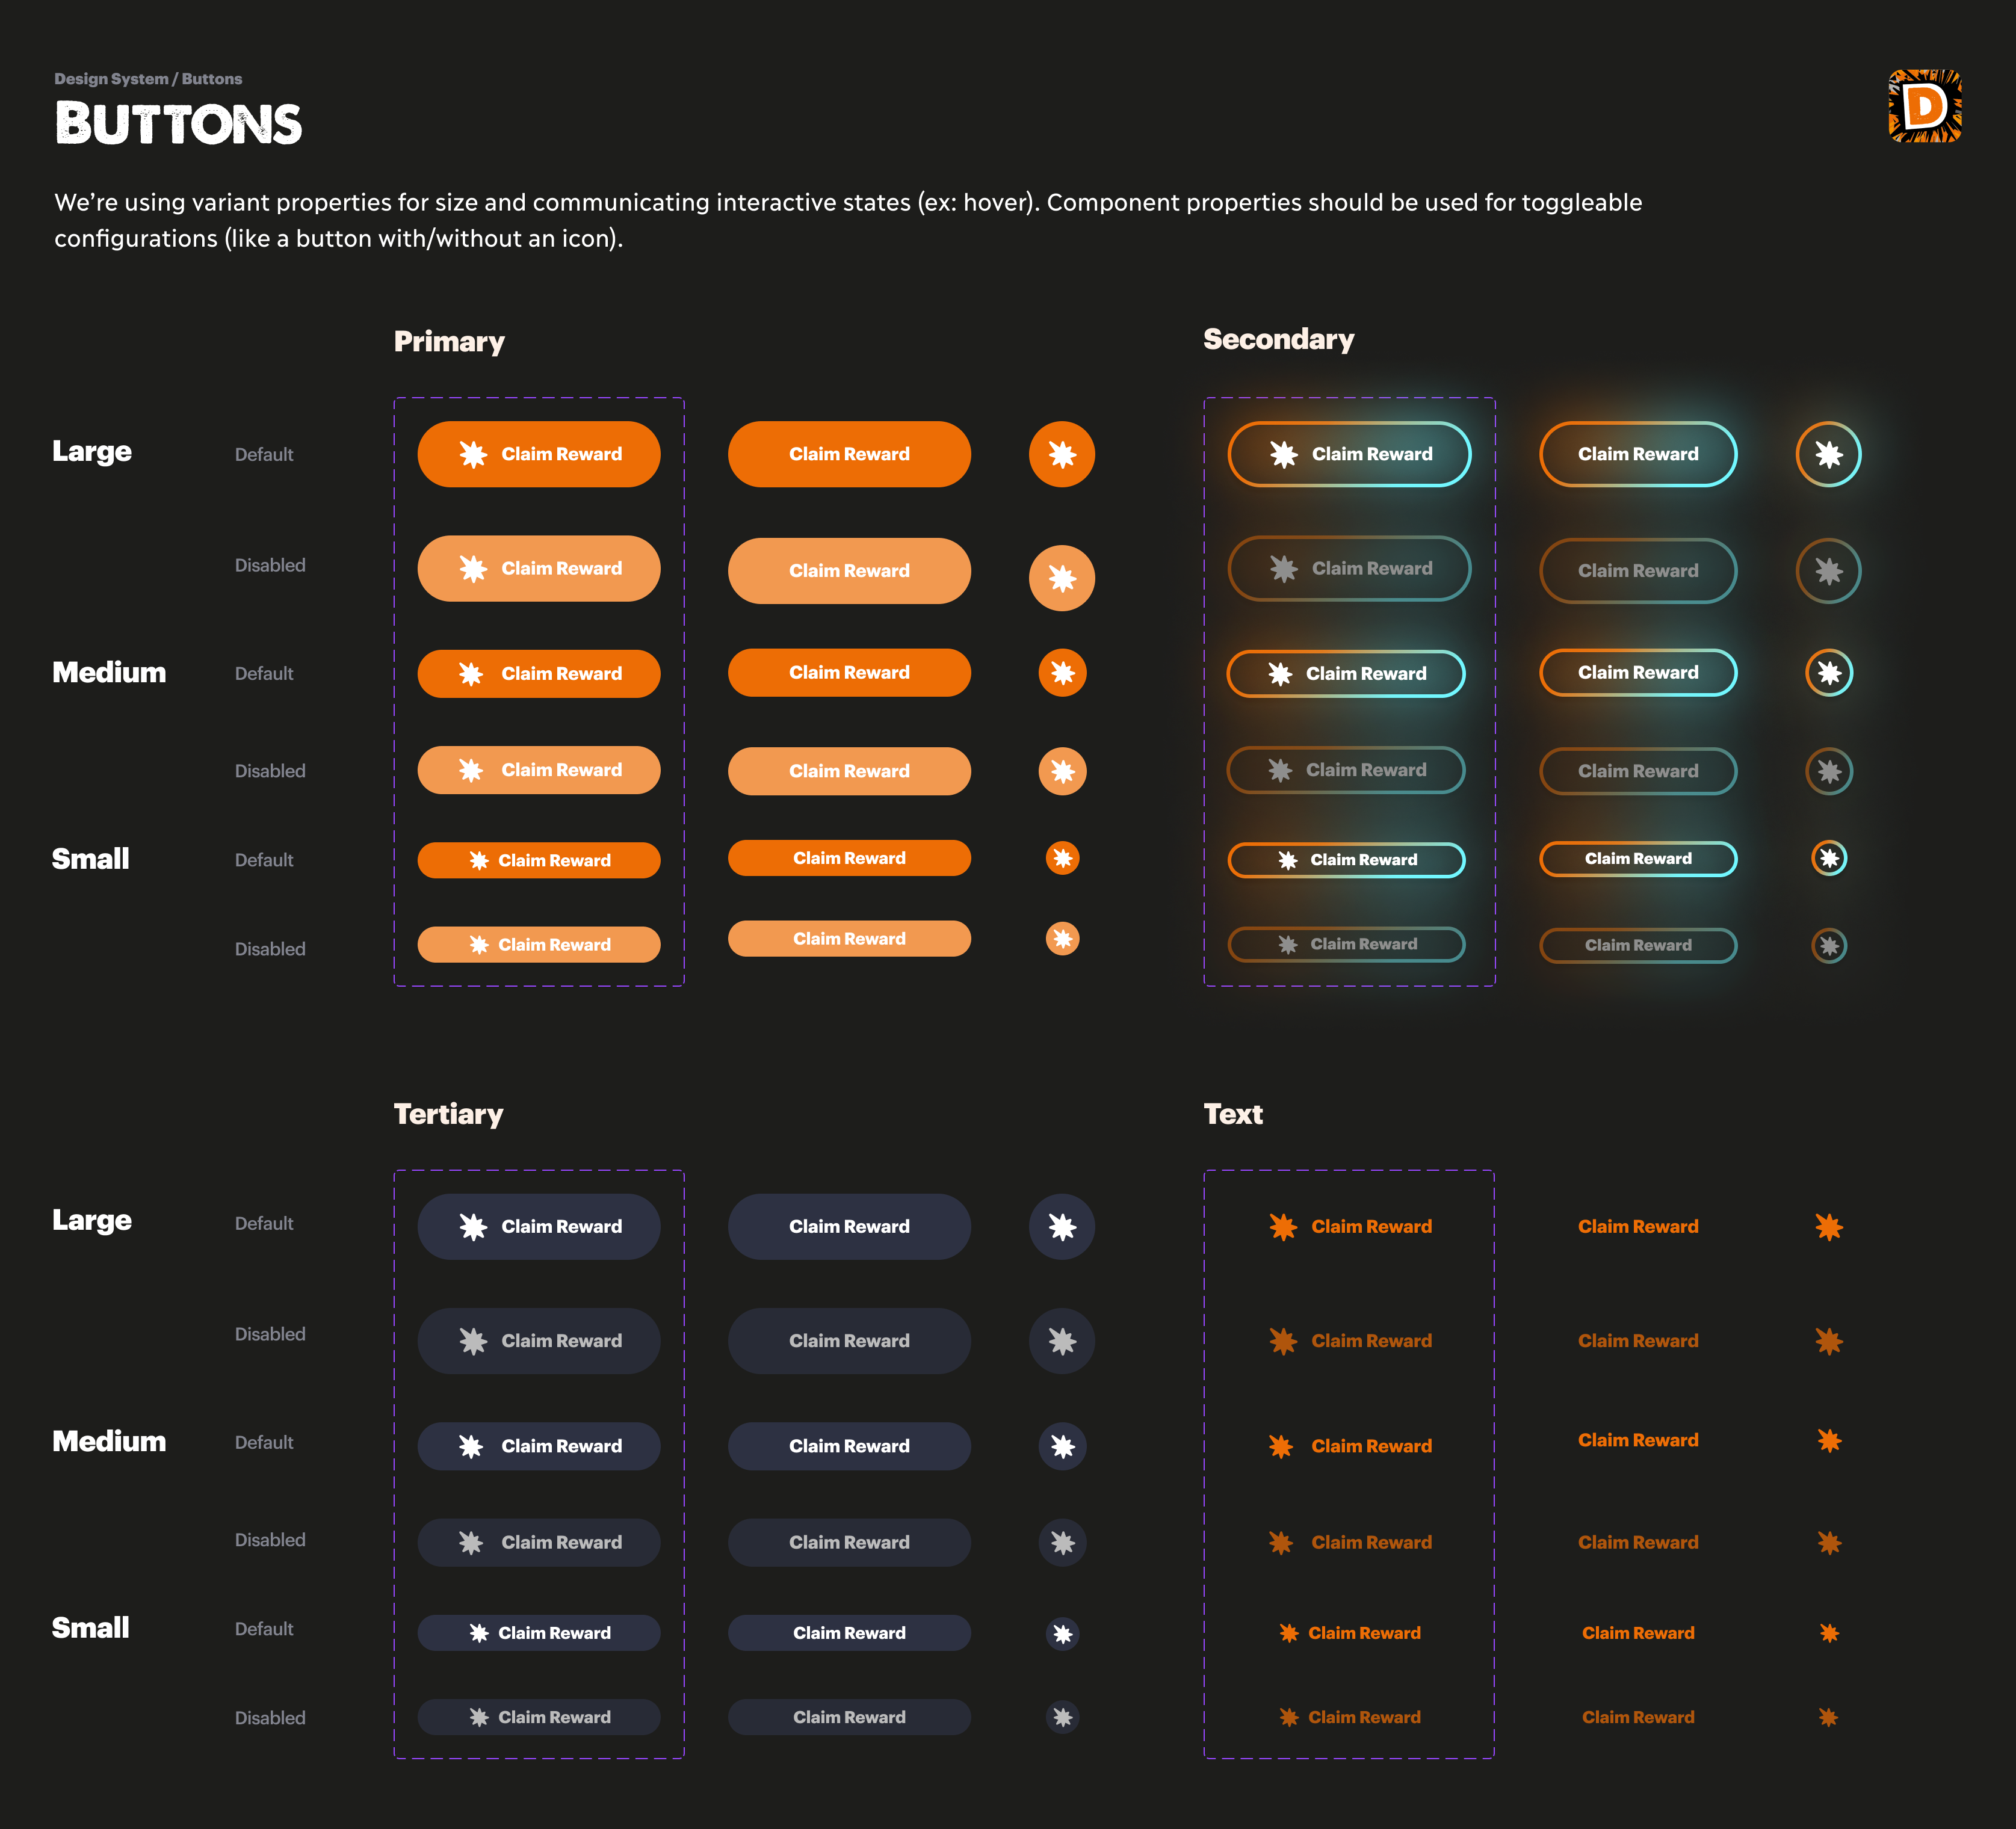 Design System / Buttons
BUTTONS
D
We’re using variant properties for size and communicating interactive states (ex: hover). Component properties should be used for toggleable
configurations (like a button with/without an icon).
Primary
Secondary
Large
Default
Claim Reward
Claim Reward
Claim Reward
Claim Reward
Disabled
Claim Reward
Claim Reward
Claim Reward
Claim Reward
Medium
Default
Claim Reward
Claim Reward
Claim Reward
Claim Reward
Disabled
Claim Reward
Claim Reward
Claim Reward
Claim Reward
Small
Default
Claim Reward
Claim Reward
Claim Reward
Claim Reward
Disabled
Claim Reward
Claim Reward
Claim Reward
Claim Reward
Tertiary
Text
Large
Default
Claim Reward
Claim Reward
Claim Reward
Claim Reward
Disabled
Claim Reward
Claim Reward
Claim Reward
Claim Reward
Medium
Default
Claim Reward
Claim Reward
Claim Reward
Claim Reward
Disabled
Claim Reward
Claim Reward
Claim Reward
Claim Reward
Small
Default
Claim Reward
Claim Reward
Claim Reward
Claim Reward
Disabled
Claim Reward
Claim Reward
Claim Reward
Claim Reward